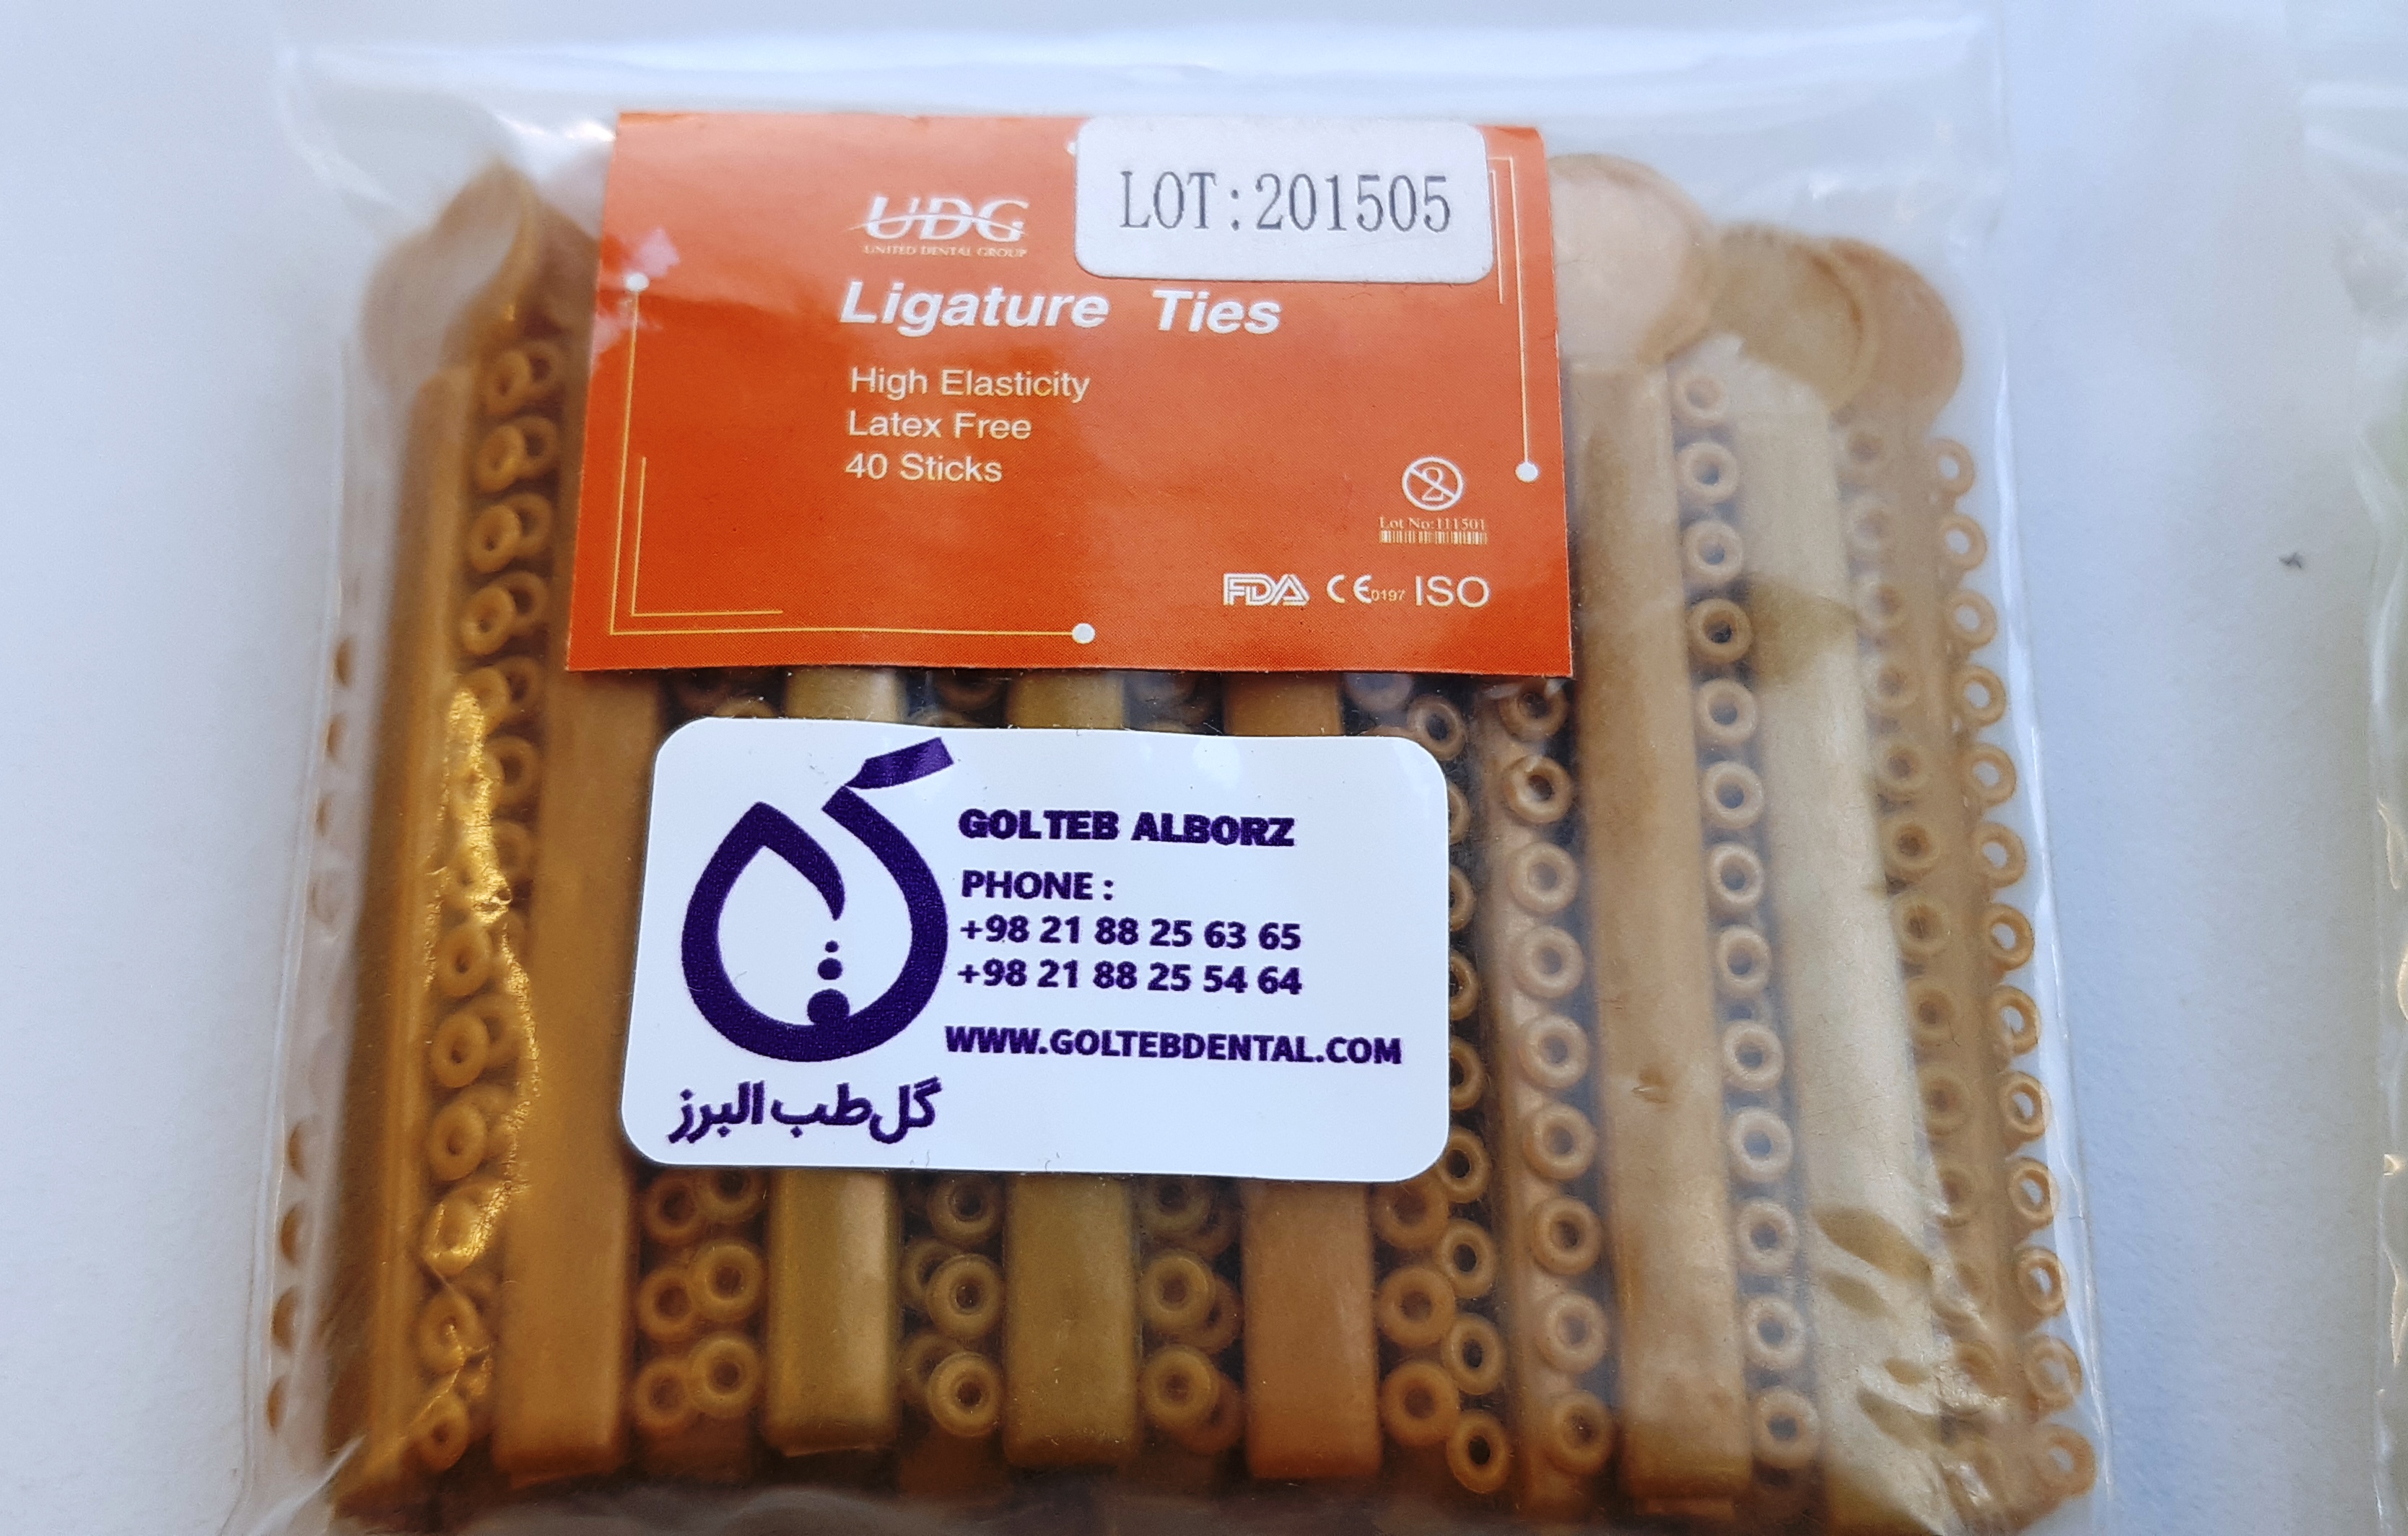 LOT:201505
UDG
UNITED DENTAL GROUP
Ligature Ties
High Elasticity
Latex Free
40 Sticks
2
Lot No:111501
FDA CE0197 ISO
GOLTEB ALBORZ
PHONE :
+98 21 88 25 63 65
+98 21 88 25 54 64
WWW.GOLTEBDENTAL.COM
گل طب البرز